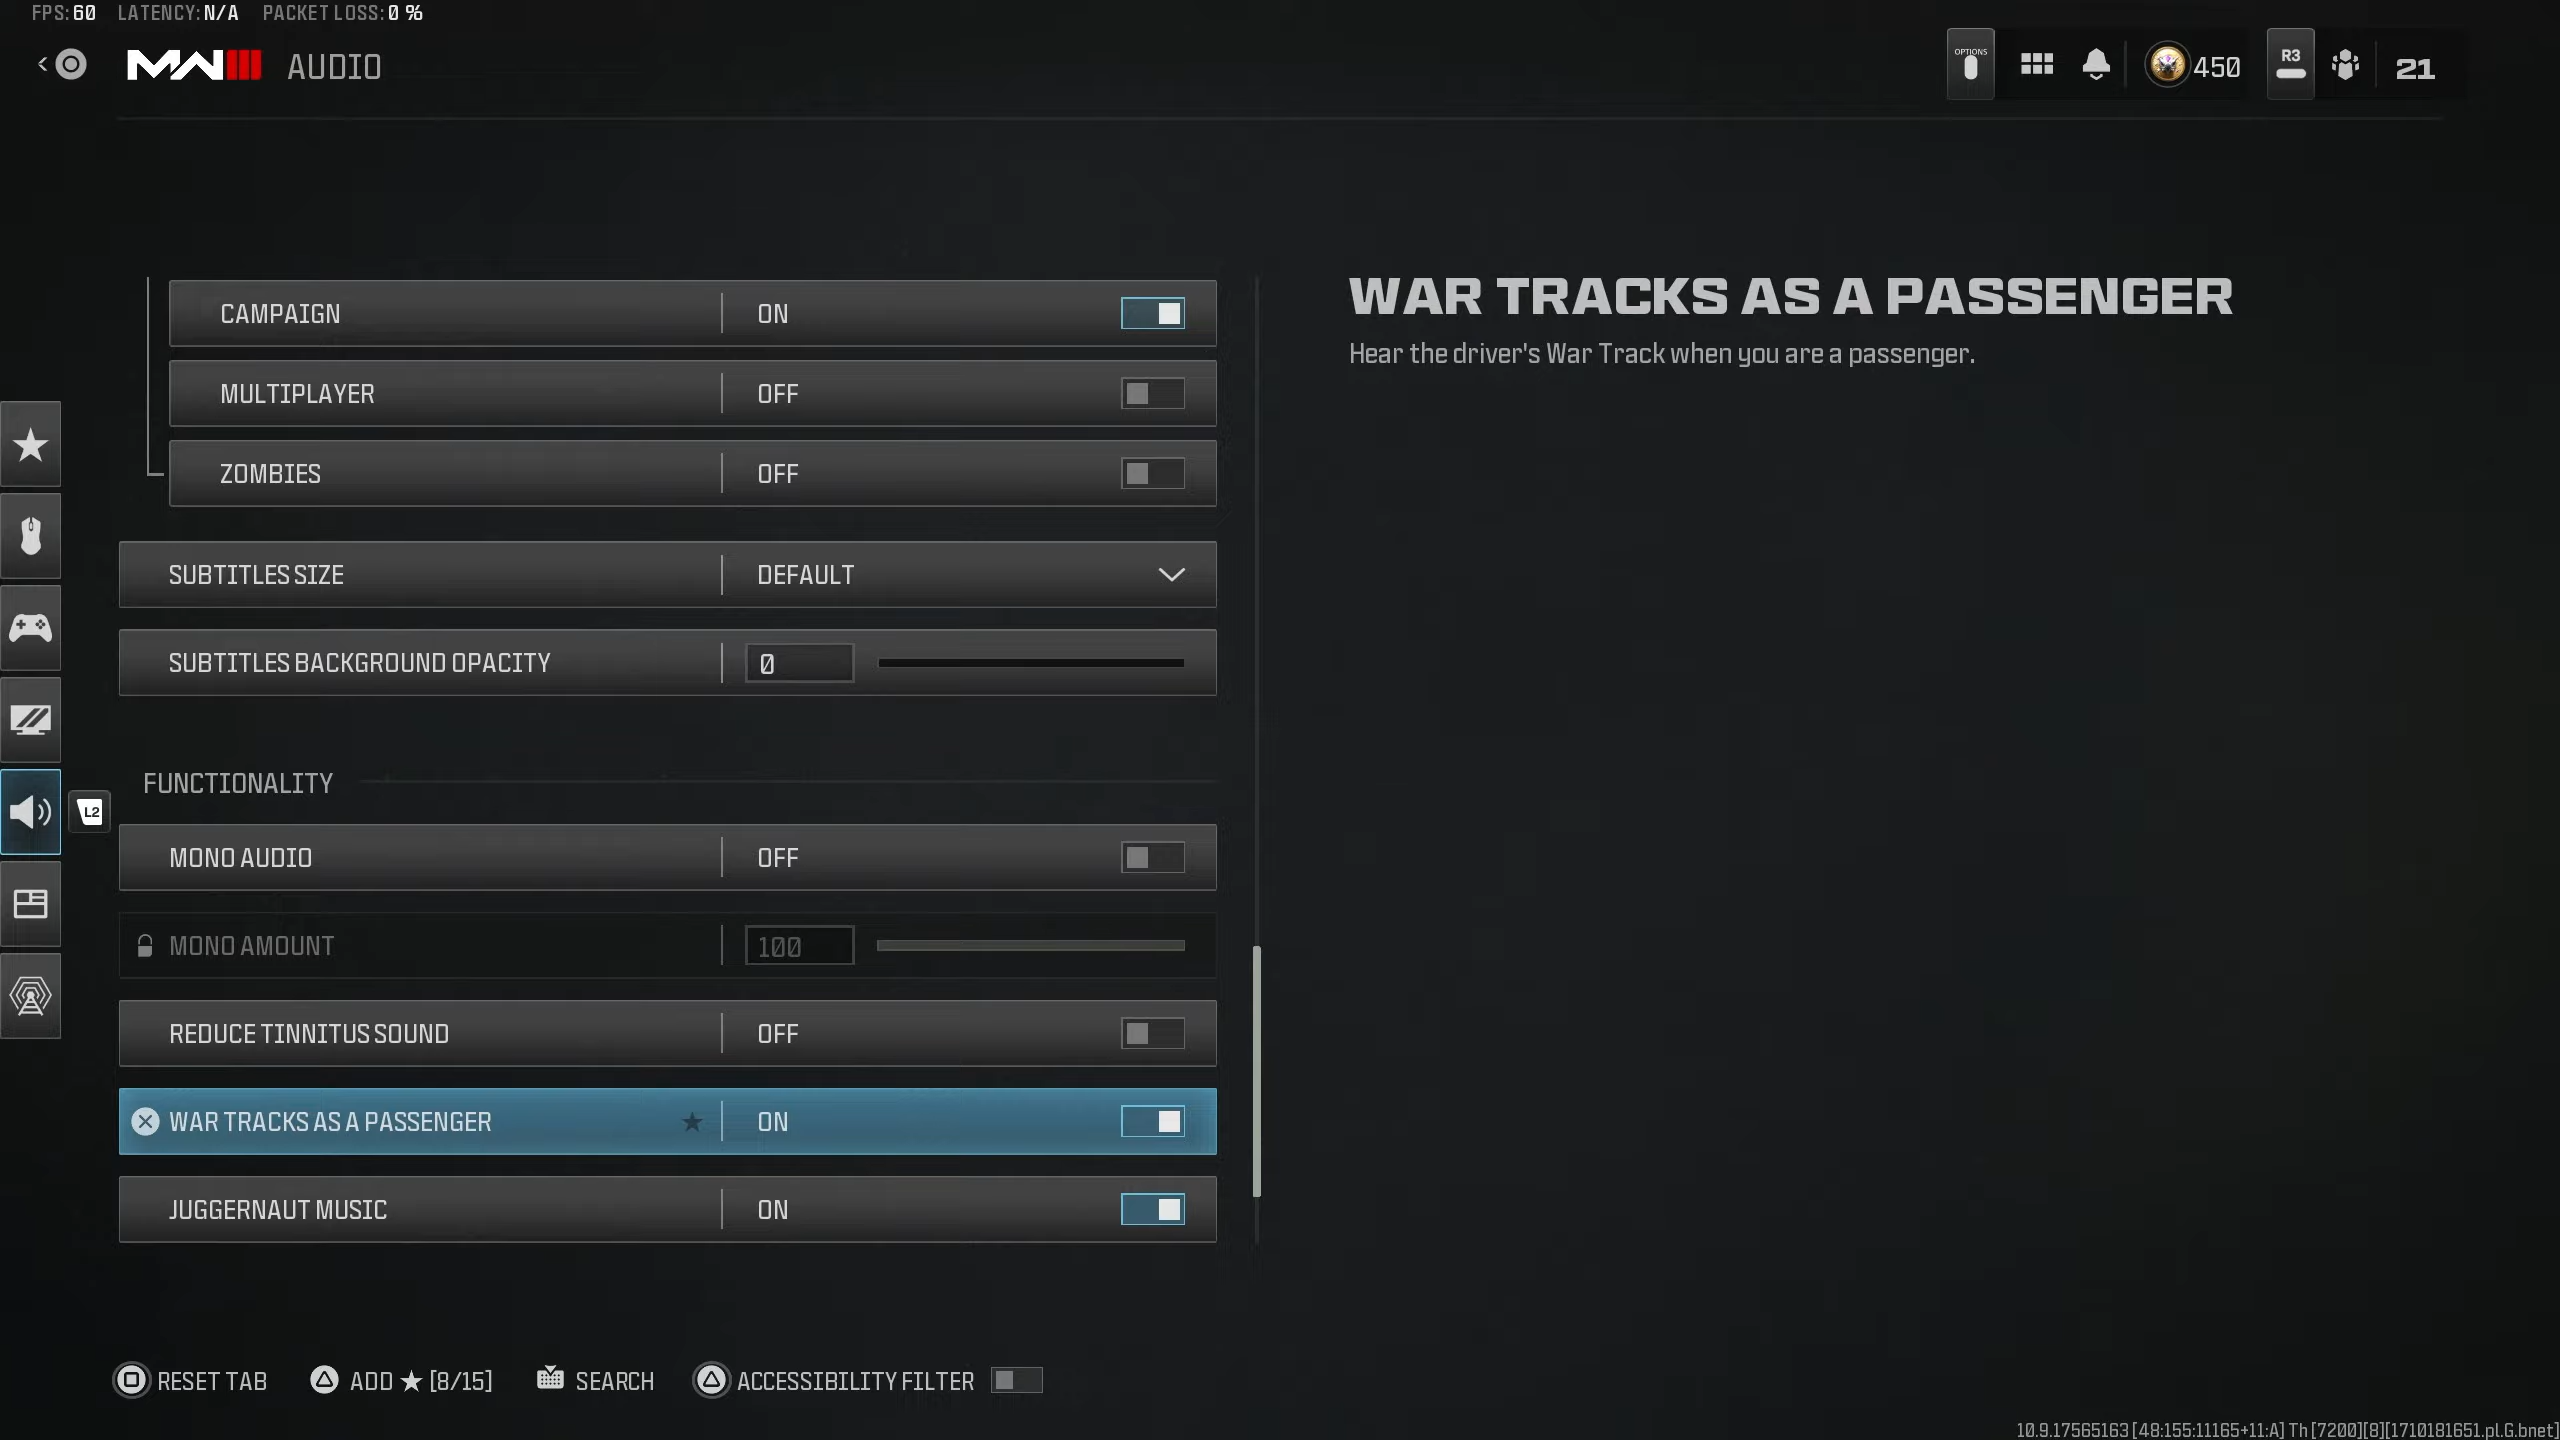 FPS: 60 LATENCY: N/A PACKET LOSS: 0 %
MWIII AUDIO
OPTIONS
450
R3
21
CAMPAIGN ON
MULTIPLAYER OFF
ZOMBIES OFF
SUBTITLES SIZE DEFAULT
SUBTITLES BACKGROUND OPACITY 0
FUNCTIONALITY
L2
MONO AUDIO OFF
MONO AMOUNT 100
REDUCE TINNITUS SOUND OFF
WAR TRACKS AS A PASSENGER ON
JUGGERNAUT MUSIC ON
WAR TRACKS AS A PASSENGER
Hear the driver's War Track when you are a passenger.
RESET TAB ADD ★ [8/15] SEARCH ACCESSIBILITY FILTER
10.9.17565163 [48:155:11165+11:A] Th [7200][8][1710181651.pl.G.bnet]